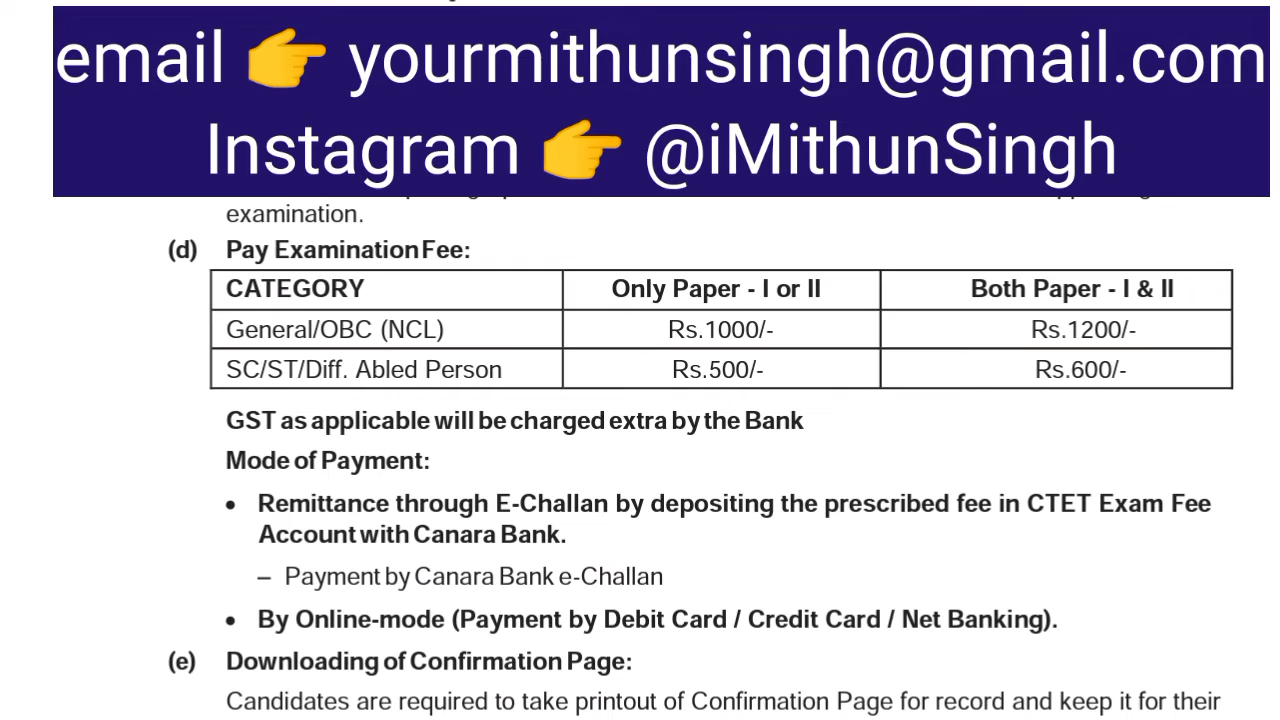 email 👉 yourmithunsingh@gmail.com
Instagram 👉 @iMithunSingh
examination.
(d) Pay Examination Fee:
CATEGORY Only Paper - I or II Both Paper - I & II
General/OBC (NCL) Rs.1000/- Rs.1200/-
SC/ST/Diff. Abled Person Rs.500/- Rs.600/-
GST as applicable will be charged extra by the Bank
Mode of Payment:
• Remittance through E-Challan by depositing the prescribed fee in CTET Exam Fee
Account with Canara Bank.
– Payment by Canara Bank e-Challan
• By Online-mode (Payment by Debit Card / Credit Card / Net Banking).
(e) Downloading of Confirmation Page:
Candidates are required to take printout of Confirmation Page for record and keep it for their